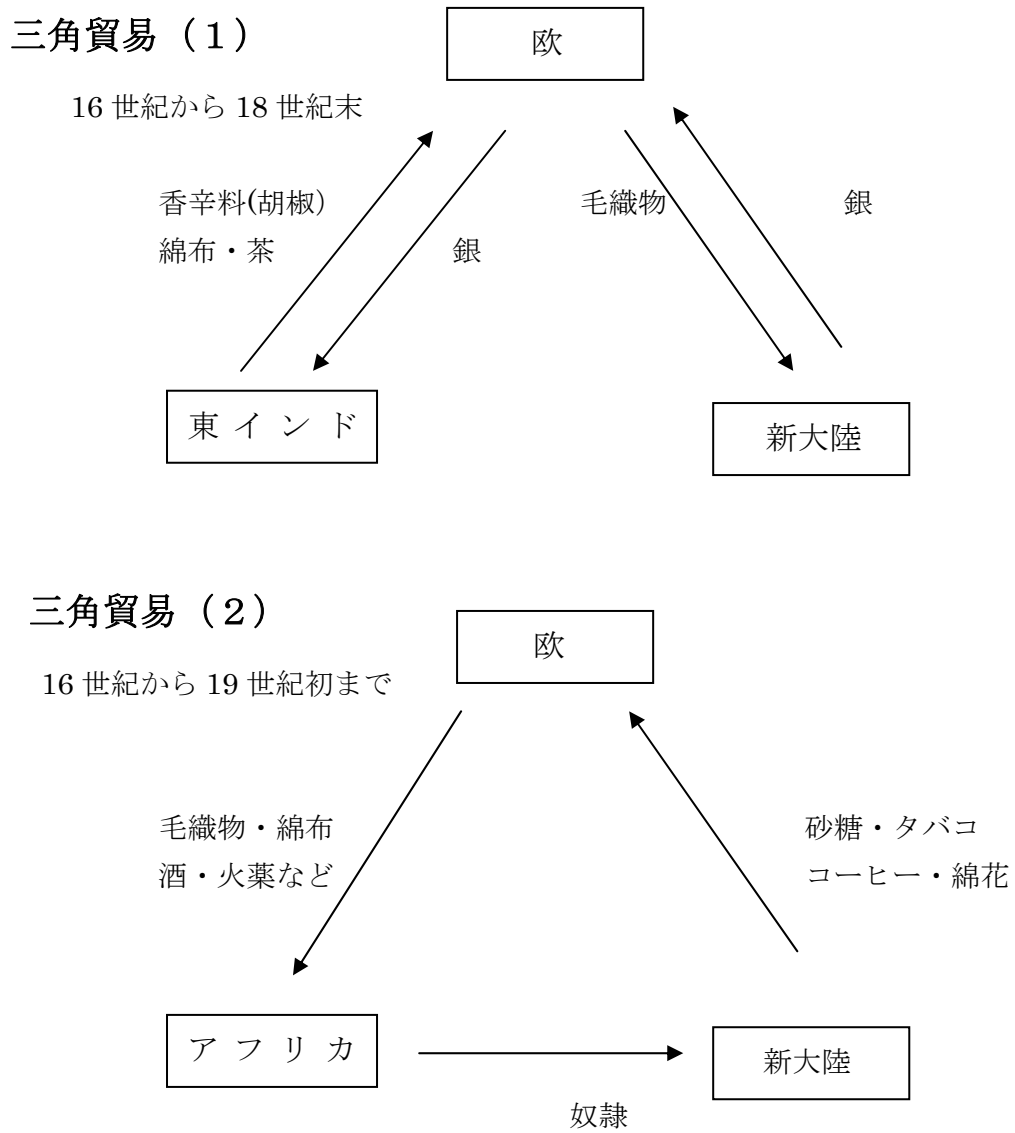 三角貿易（１）
欧
16 世紀から 18 世紀末
香辛料(胡椒)
綿布・茶
銀
毛織物
銀
東インド
新大陸
三角貿易（２）
欧
16 世紀から 19 世紀初まで
毛織物・綿布
酒・火薬など
砂糖・タバコ
コーヒー・綿花
アフリカ
新大陸
奴隷